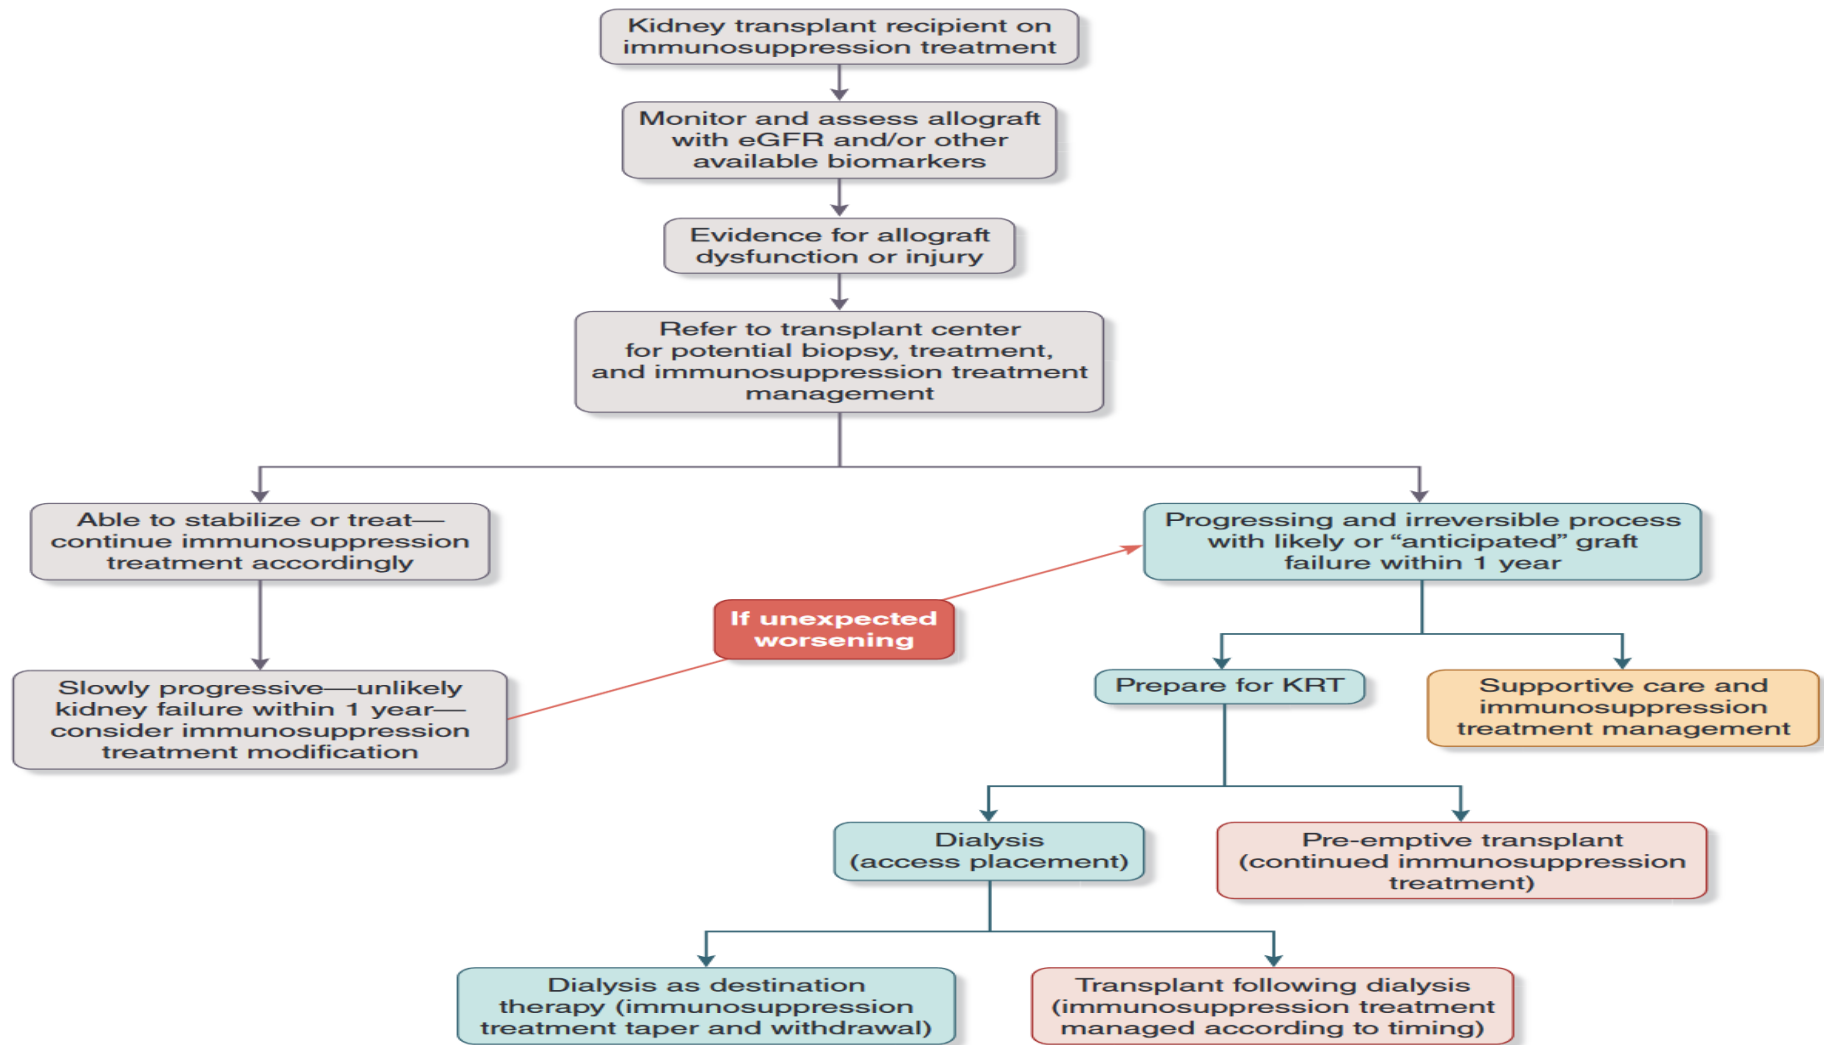 Kidney transplant recipient on
immunosuppression treatment
Monitor and assess allograft
with eGFR and/or other
available biomarkers
Evidence for allograft
dysfunction or injury
Refer to transplant center
for potential biopsy, treatment,
and immunosuppression treatment
management
Able to stabilize or treat—
continue immunosuppression
treatment accordingly
Progressing and irreversible process
with likely or “anticipated” graft
failure within 1 year
If unexpected
worsening
Slowly progressive—unlikely
kidney failure within 1 year—
consider immunosuppression
treatment modification
Prepare for KRT
Supportive care and
immunosuppression
treatment management
Dialysis
(access placement)
Pre-emptive transplant
(continued immunosuppression
treatment)
Dialysis as destination
therapy (immunosuppression
treatment taper and withdrawal)
Transplant following dialysis
(immunosuppression treatment
managed according to timing)